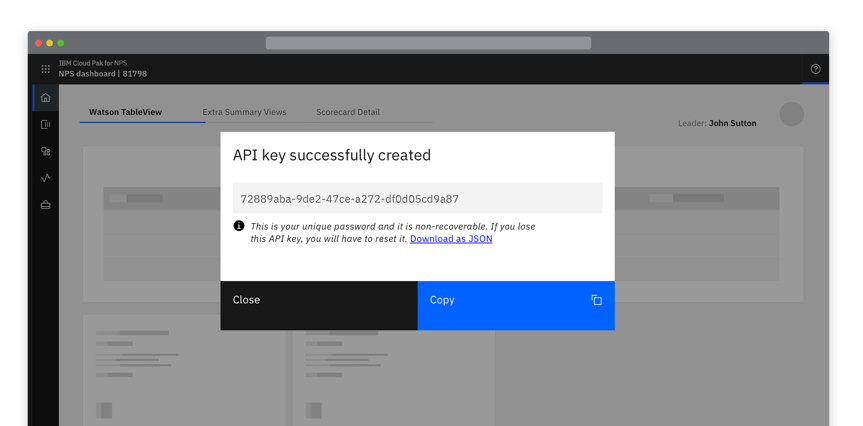 IBM Cloud Pak for NPS
NPS dashboard | 81798
Watson TableView
Extra Summary Views
Scorecard Detail
Leader: John Sutton
API key successfully created
72889aba-9de2-47ce-a272-df0d05cd9a87
This is your unique password and it is non-recoverable. If you lose
this API key, you will have to reset it. Download as JSON
Close
Copy